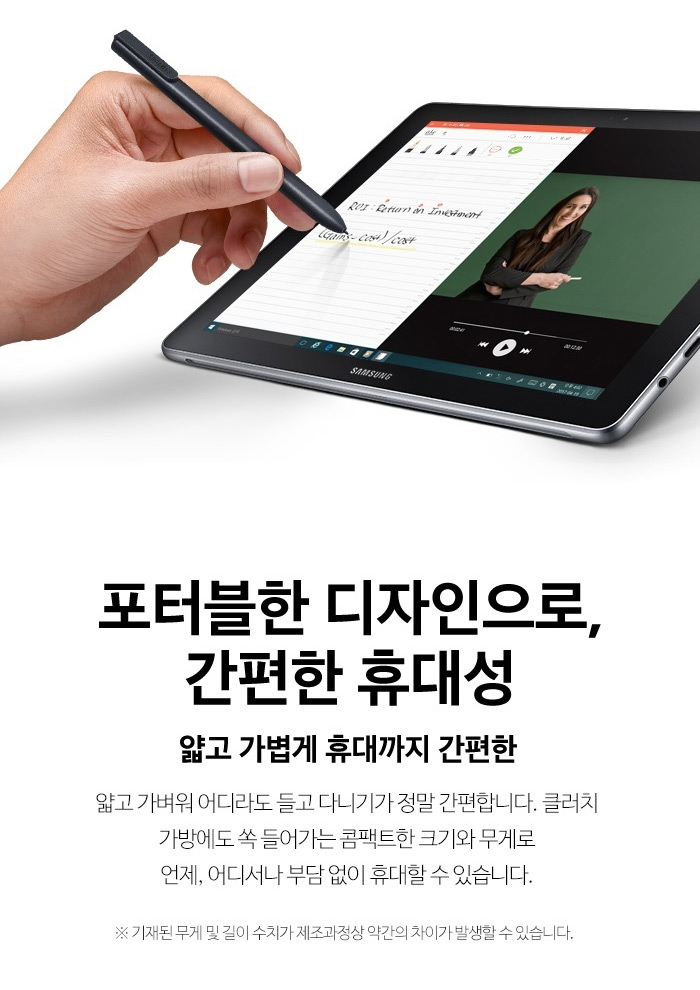 ROI : Return on Investment
(Gains - cost) / cost
00:02:41
00:12:30
SAMSUNG
포터블한 디자인으로,
간편한 휴대성
얇고 가볍게 휴대까지 간편한
얇고 가벼워 어디라도 들고 다니기가 정말 간편합니다. 클러치
가방에도 쏙 들어가는 콤팩트한 크기와 무게로
언제, 어디서나 부담 없이 휴대할 수 있습니다.
※ 기재된 무게 및 길이 수치가 제조과정상 약간의 차이가 발생할 수 있습니다.